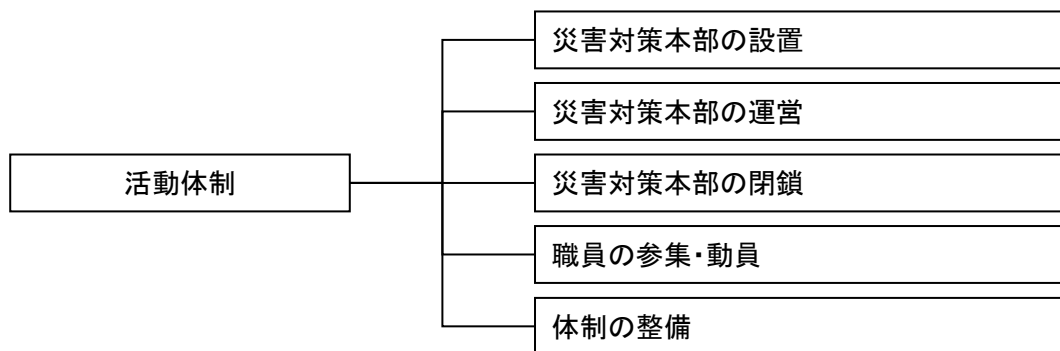 活動体制
災害対策本部の設置
災害対策本部の運営
災害対策本部の閉鎖
職員の参集・動員
体制の整備